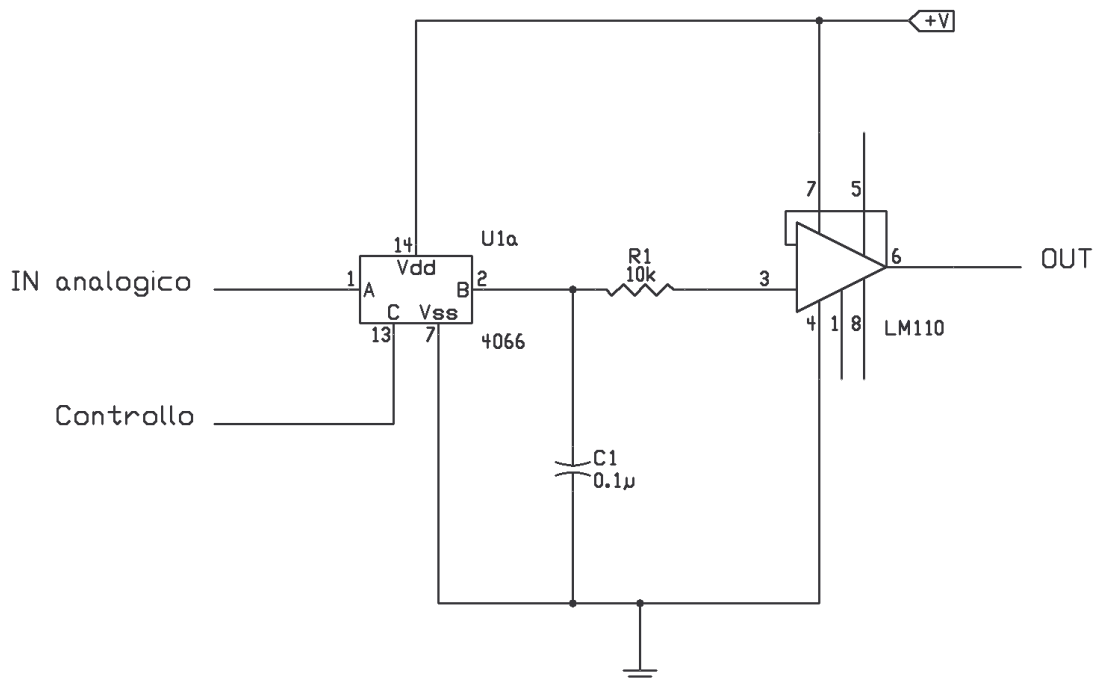 +V
7
5
14
U1a
Vdd
R1
10k
6
OUT
IN analogico
1
A
B
2
3
C
Vss
13
7
4066
4
1
8
LM110
Controllo
C1
0.1µ